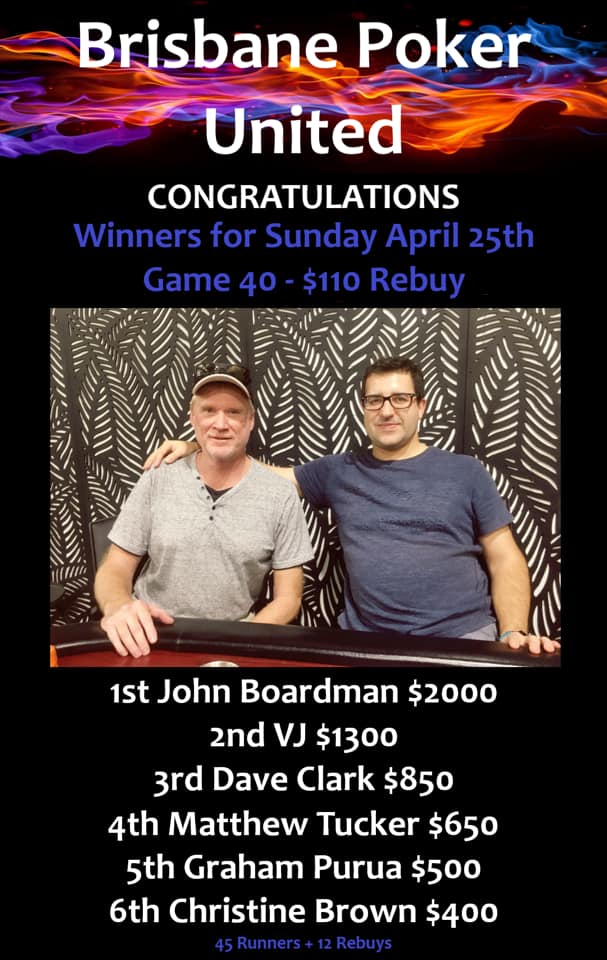 Brisbane Poker
United
CONGRATULATIONS
Winners for Sunday April 25th
Game 40 - $110 Rebuy
1st John Boardman $2000
2nd VJ $1300
3rd Dave Clark $850
4th Matthew Tucker $650
5th Graham Purua $500
6th Christine Brown $400
45 Runners + 12 Rebuys